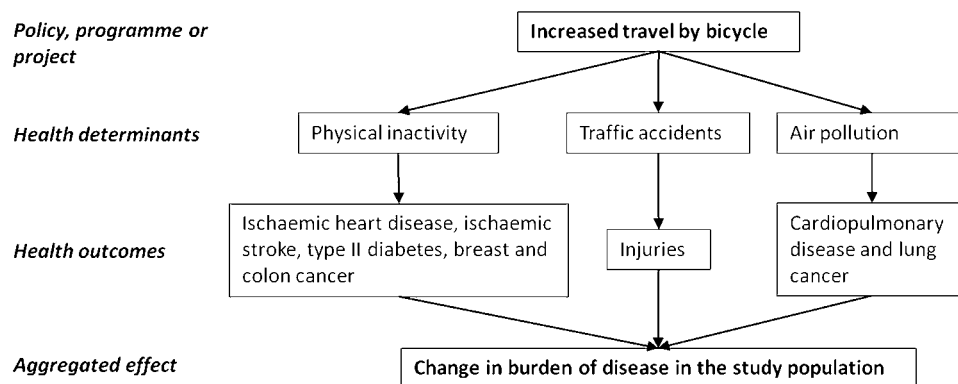 Policy, programme or
project
Increased travel by bicycle
Health determinants
Physical inactivity
Traffic accidents
Air pollution
Health outcomes
Ischaemic heart disease, ischaemic
stroke, type II diabetes, breast and
colon cancer
Injuries
Cardiopulmonary
disease and lung
cancer
Aggregated effect
Change in burden of disease in the study population